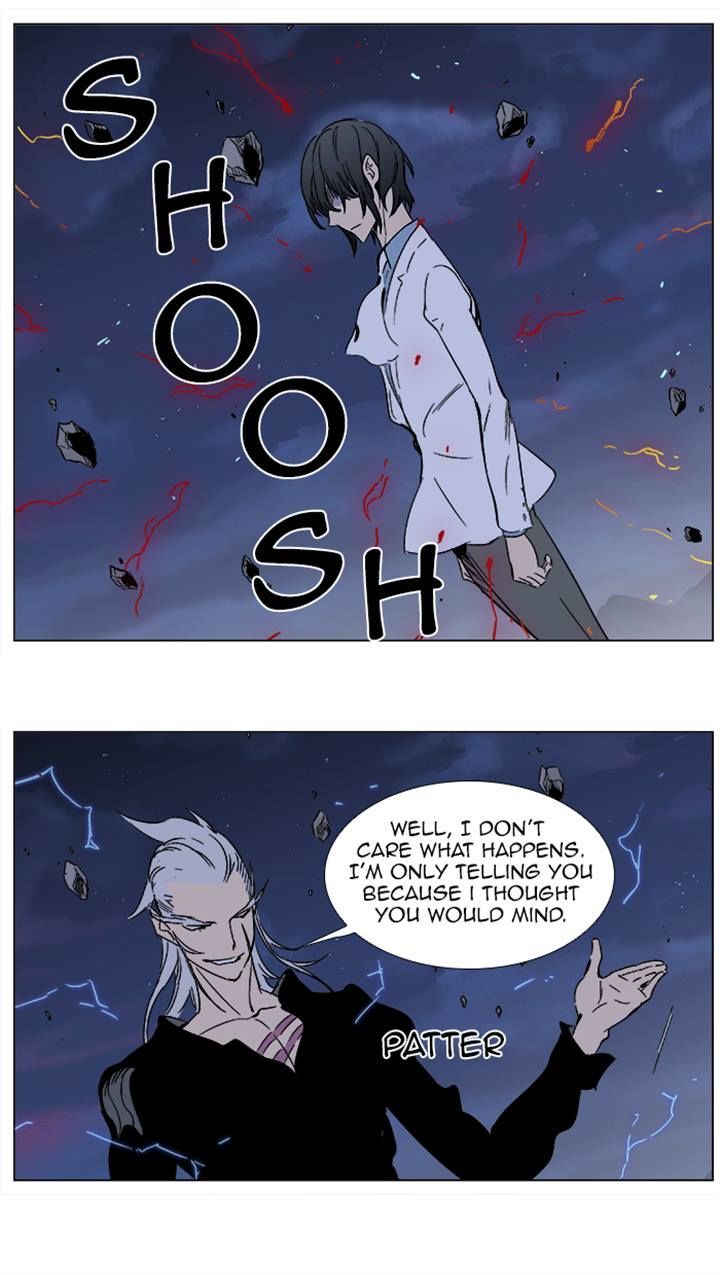 SHOOSH
WELL, I DON'T
CARE WHAT HAPPENS.
I'M ONLY TELLING YOU
BECAUSE I THOUGHT
YOU WOULD MIND.
PATTER